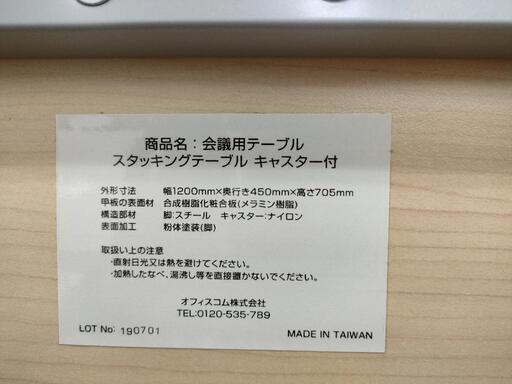 商品名：会議用テーブル
スタッキングテーブル キャスター付
外形寸法 幅1200mm×奥行き450mm×高さ705mm
甲板の表面材 合成樹脂化粧合板(メラミン樹脂)
構造部材 脚:スチール キャスター:ナイロン
表面加工 粉体塗装(脚)
取扱い上の注意
・直射日光又は熱を避けてください。
・加熱したなべ、湯沸し等を直接置かないでください。
オフィスコム株式会社
TEL:0120-535-789
LOT No: 190701
MADE IN TAIWAN